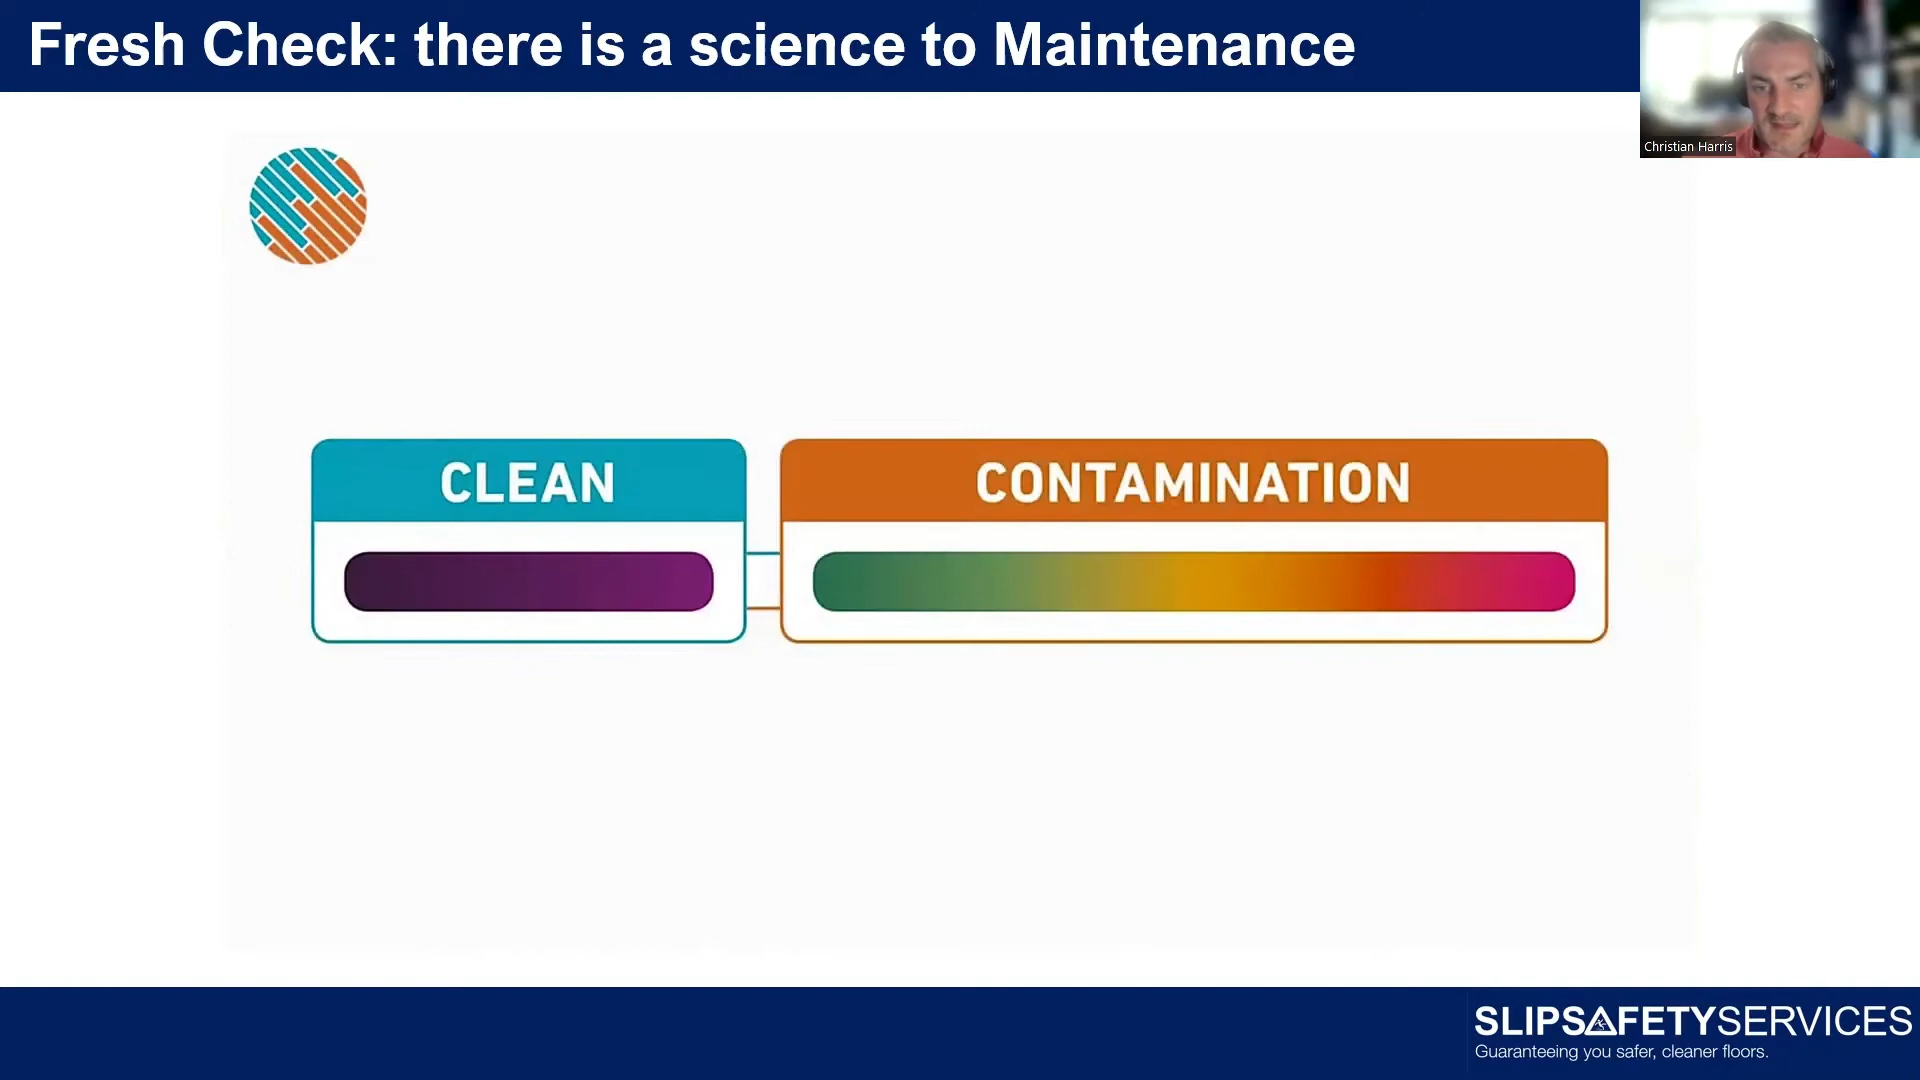 Fresh Check: there is a science to Maintenance
Christian Harris
CLEAN
CONTAMINATION
SLIPSAFETYSERVICES
Guaranteeing you safer, cleaner floors.